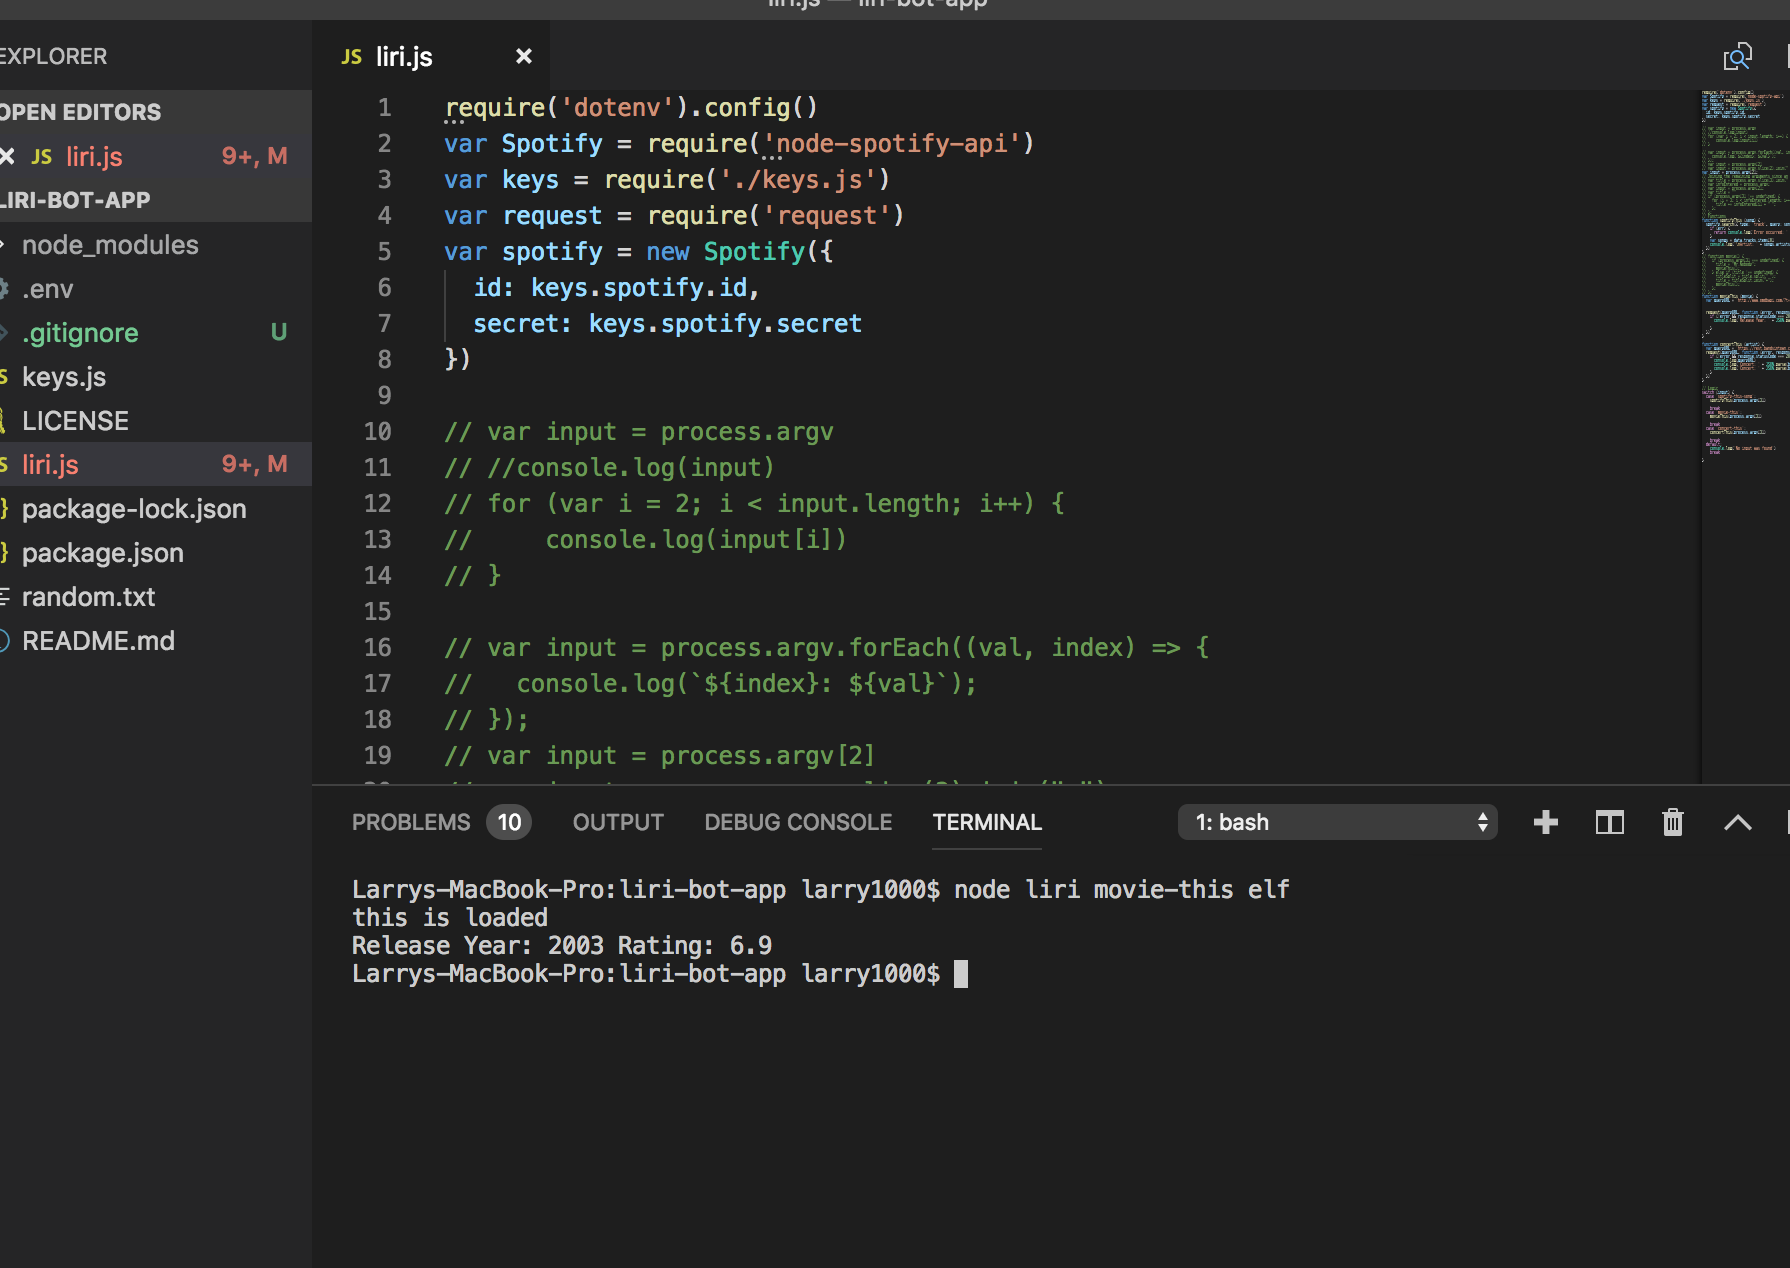 liri.js — liri-bot-app
EXPLORER
OPEN EDITORS
JS liri.js 9+, M
LIRI-BOT-APP
node_modules
.env
.gitignore U
keys.js
LICENSE
liri.js 9+, M
package-lock.json
package.json
random.txt
README.md
JS liri.js
1 require('dotenv').config()
2 var Spotify = require('node-spotify-api')
3 var keys = require('./keys.js')
4 var request = require('request')
5 var spotify = new Spotify({
6 id: keys.spotify.id,
7 secret: keys.spotify.secret
8 })
9
10 // var input = process.argv
11 // //console.log(input)
12 // for (var i = 2; i < input.length; i++) {
13 //     console.log(input[i])
14 // }
15
16 // var input = process.argv.forEach((val, index) => {
17 //   console.log(`${index}: ${val}`);
18 // });
19 // var input = process.argv[2]
PROBLEMS 10 OUTPUT DEBUG CONSOLE TERMINAL 1: bash
Larrys-MacBook-Pro:liri-bot-app larry1000$ node liri movie-this elf
this is loaded
Release Year: 2003 Rating: 6.9
Larrys-MacBook-Pro:liri-bot-app larry1000$